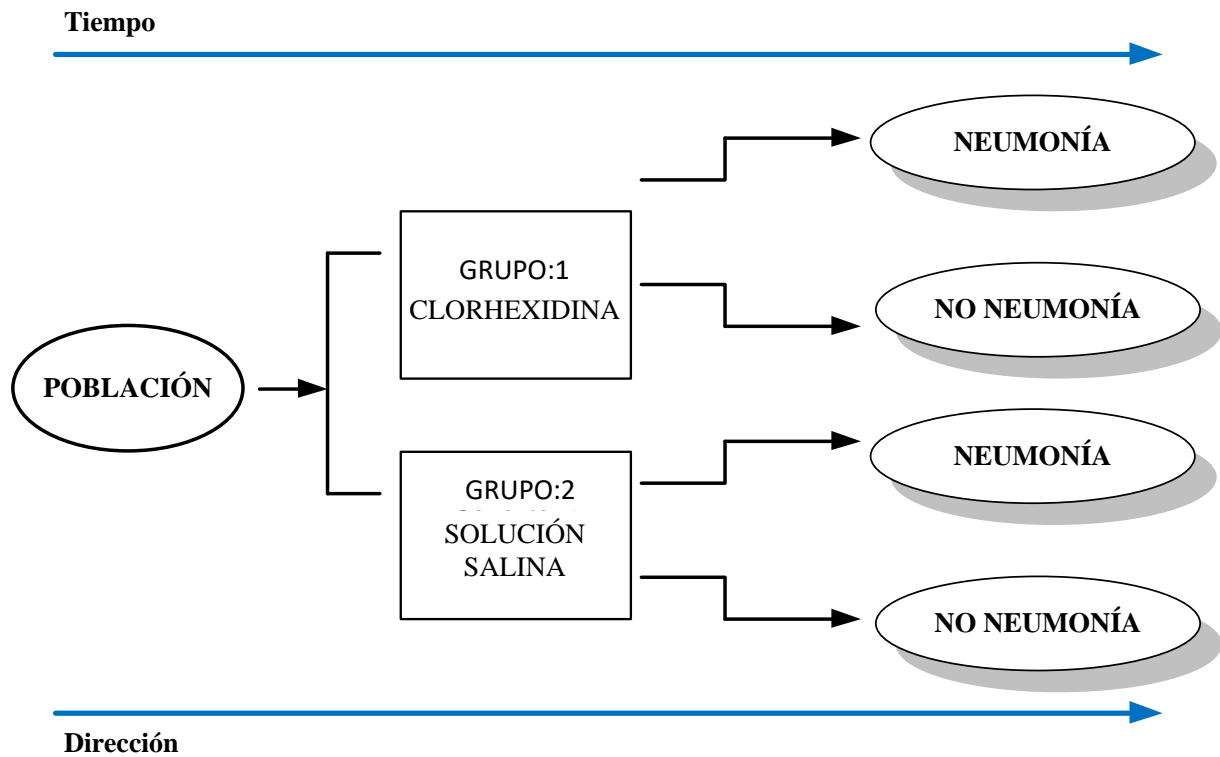 Tiempo
NEUMONÍA
GRUPO:1
CLORHEXIDINA
NO NEUMONÍA
POBLACIÓN
NEUMONÍA
GRUPO:2
SOLUCIÓN
SALINA
NO NEUMONÍA
Dirección